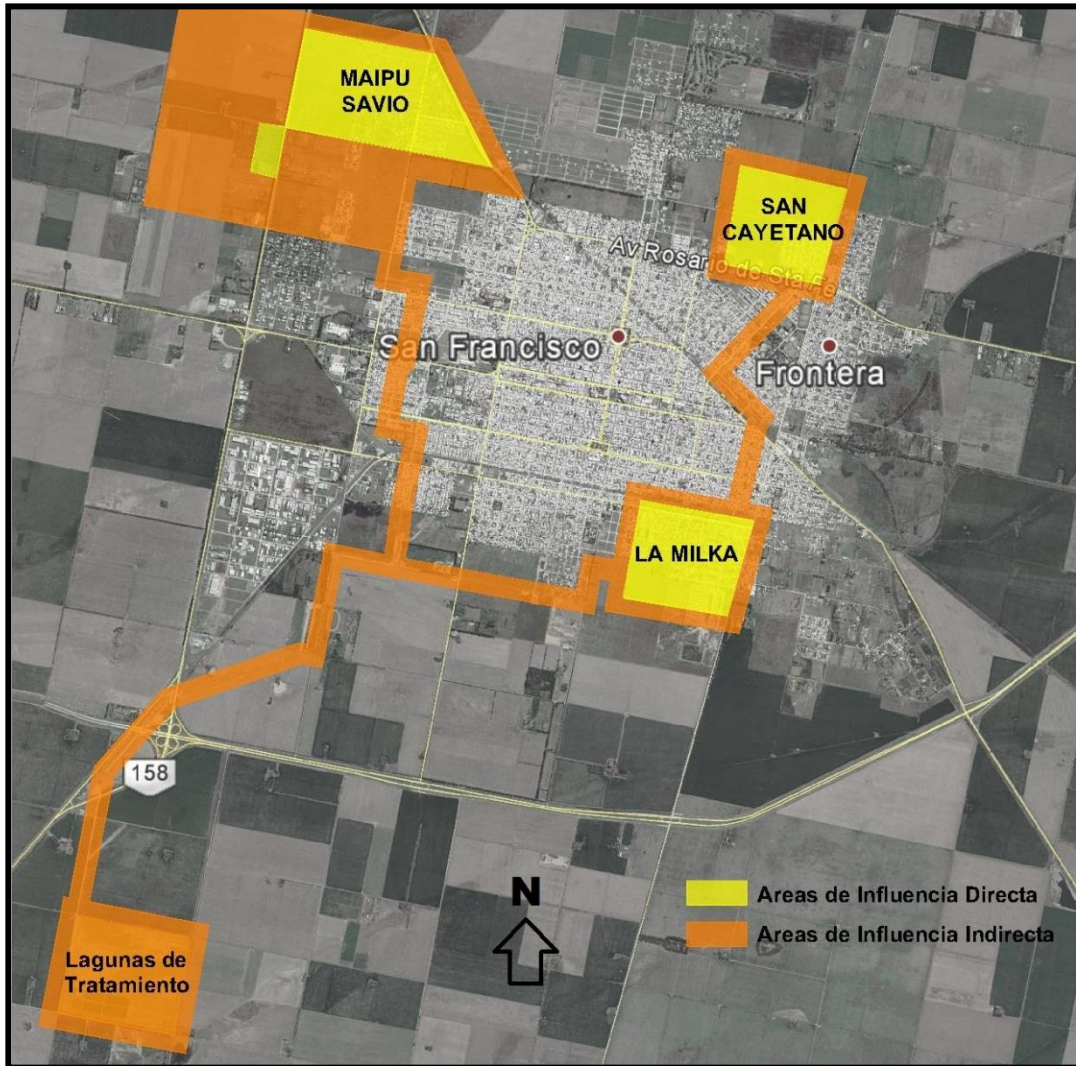 MAIPU
SAVIO
SAN
CAYETANO
Av Rosario de Sta Fé
San Francisco
Frontera
LA MILKA
158
N
Areas de Influencia Directa
Areas de Influencia Indirecta
Lagunas de
Tratamiento